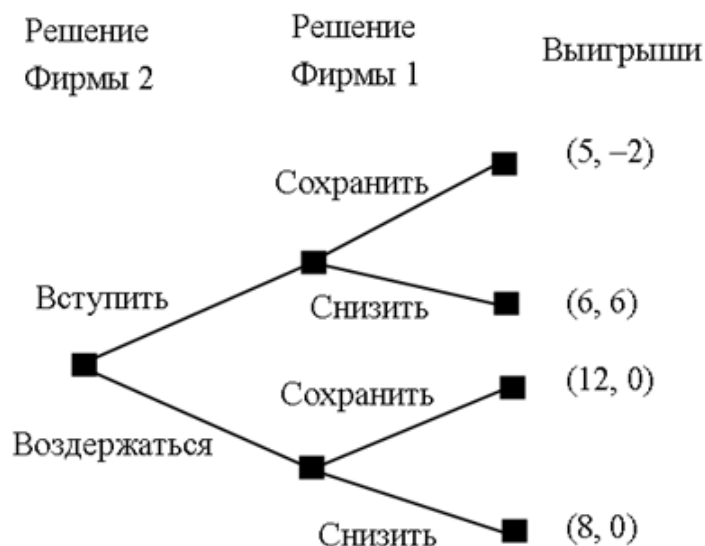 Решение
Фирмы 2
Решение
Фирмы 1
Выигрыши
(5, –2)
Сохранить
Вступить
Снизить
(6, 6)
(12, 0)
Сохранить
Воздержаться
Снизить
(8, 0)